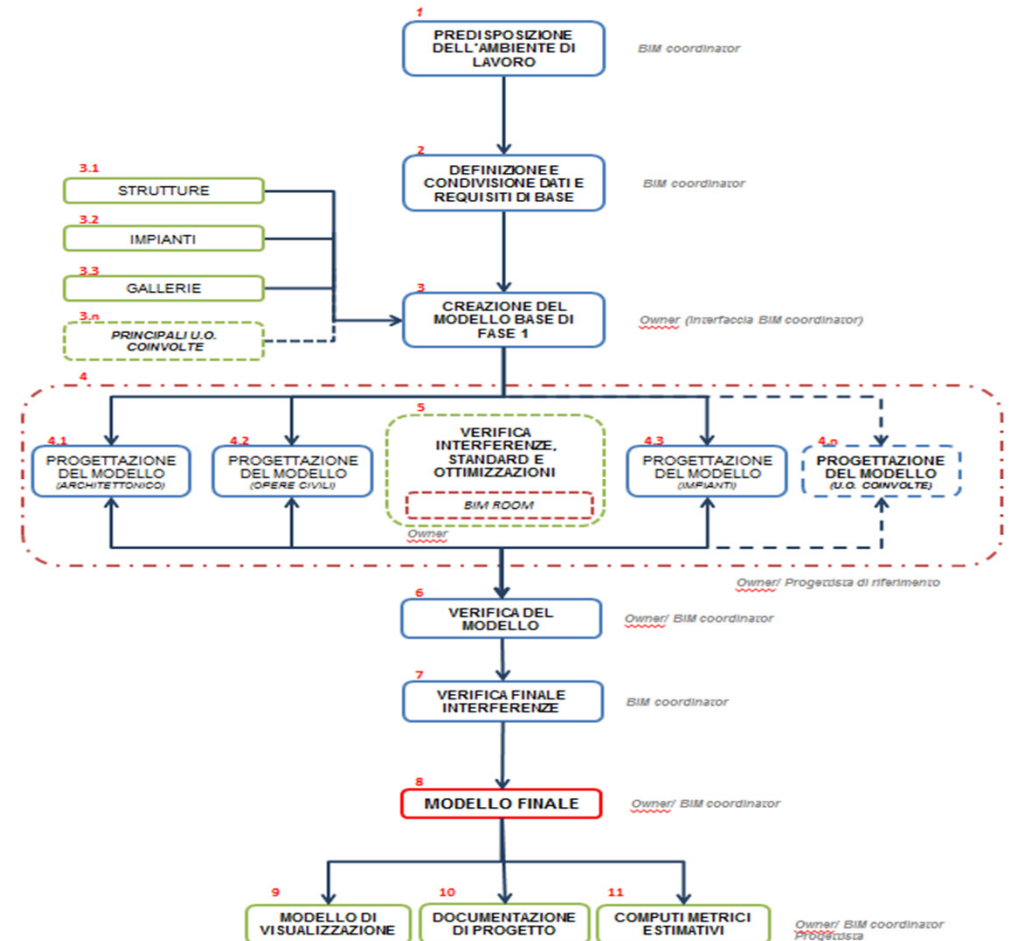 1
PREDISPOSIZIONE
DELL'AMBIENTE DI
LAVORO
BIM coordinator
2
DEFINIZIONE E
CONDIVISIONE DATI E
REQUISITI DI BASE
BIM coordinator
3.1
STRUTTURE
3.2
IMPIANTI
3.3
GALLERIE
3.n
PRINCIPALI U.O.
COINVOLTE
3
CREAZIONE DEL
MODELLO BASE DI
FASE 1
Owner (Interfaccia BIM coordinator)
4
4.1
PROGETTAZIONE
DEL MODELLO
(ARCHITETTONICO)
4.2
PROGETTAZIONE
DEL MODELLO
(OPERE CIVILI)
5
VERIFICA
INTERFERENZE,
STANDARD E
OTTIMIZZAZIONI
BIM ROOM
Owner
4.3
PROGETTAZIONE
DEL MODELLO
(IMPIANTI)
4.n
PROGETTAZIONE
DEL MODELLO
(U.O. COINVOLTE)
Owner/ Progettista di riferimento
6
VERIFICA DEL
MODELLO
Owner/ BIM coordinator
7
VERIFICA FINALE
INTERFERENZE
BIM coordinator
8
MODELLO FINALE
Owner/ BIM coordinator
9
MODELLO DI
VISUALIZZAZIONE
10
DOCUMENTAZIONE
DI PROGETTO
11
COMPUTI METRICI
ESTIMATIVI
Owner/ BIM coordinator
Progettista